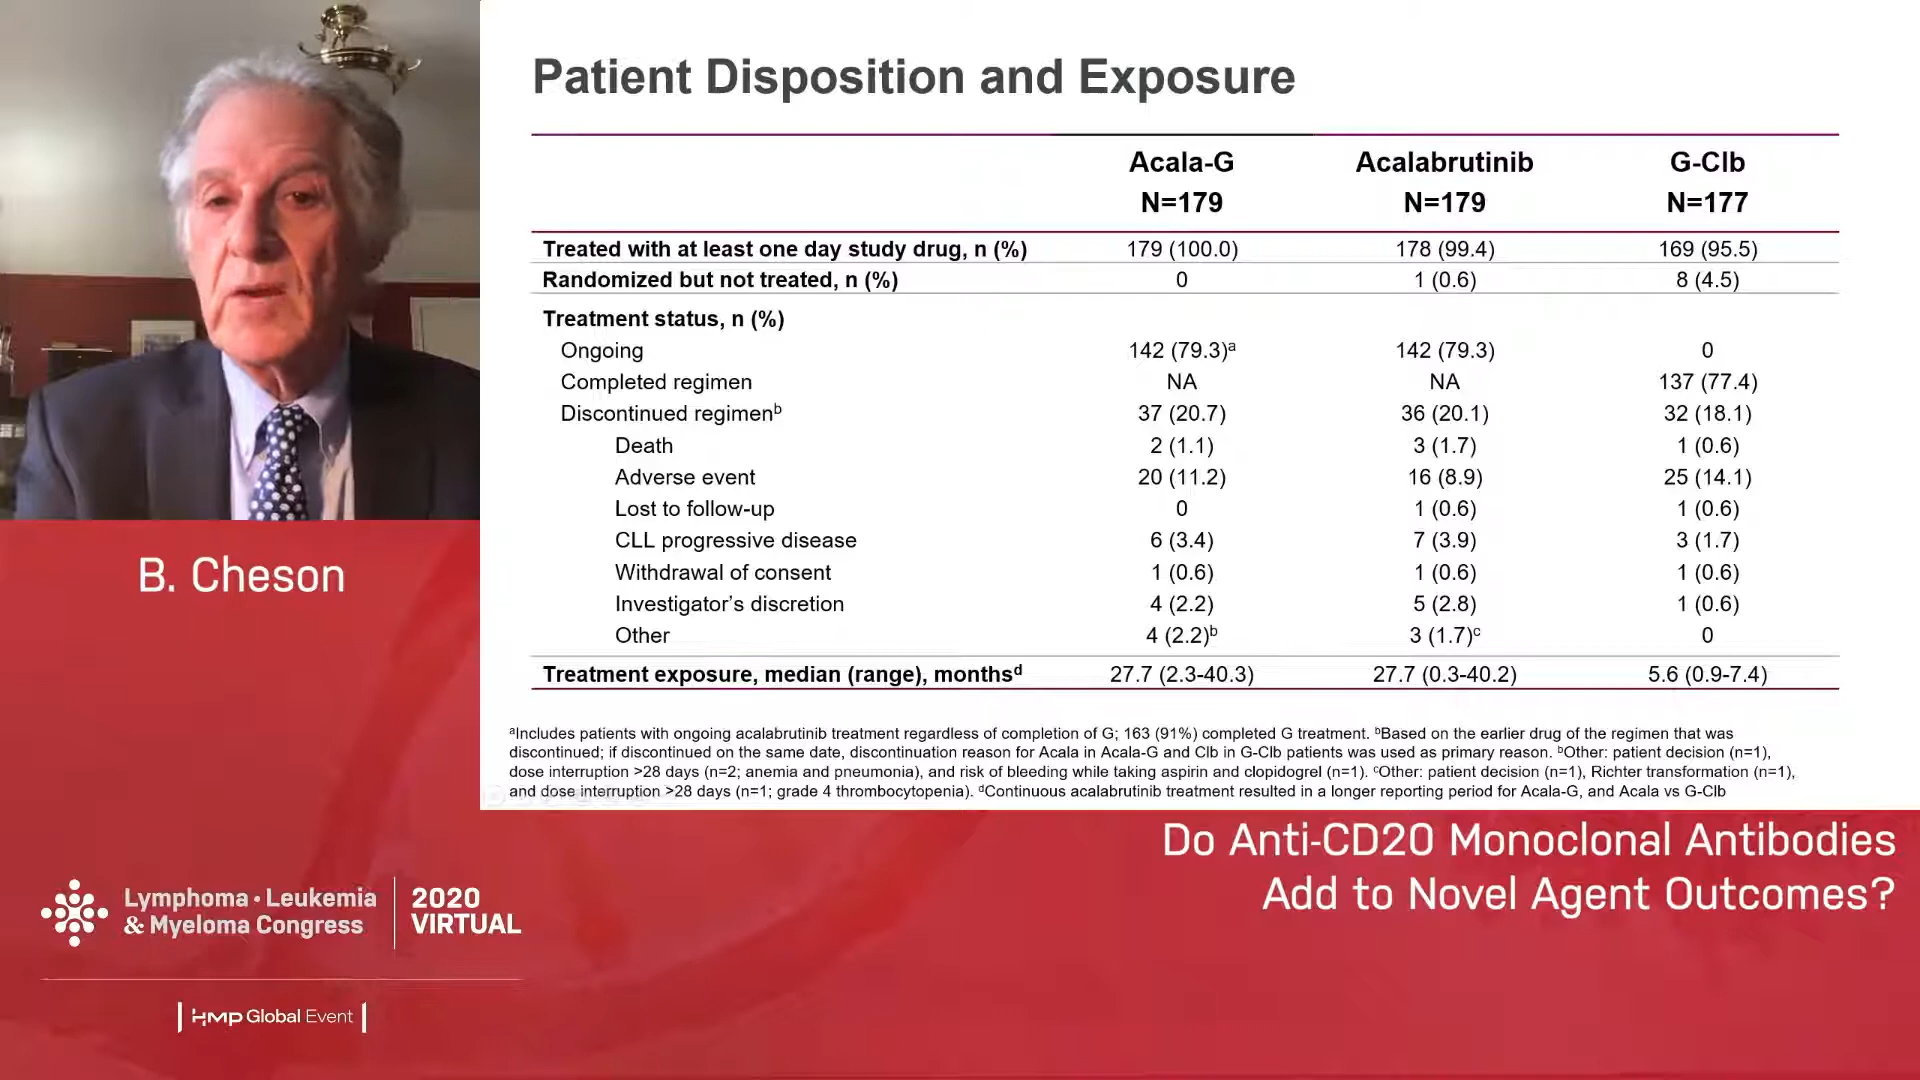 Patient Disposition and Exposure
Acala-G Acalabrutinib G-Clb
N=179 N=179 N=177
Treated with at least one day study drug, n (%) 179 (100.0) 178 (99.4) 169 (95.5)
Randomized but not treated, n (%) 0 1 (0.6) 8 (4.5)
Treatment status, n (%)
Ongoing 142 (79.3)a 142 (79.3) 0
Completed regimen NA NA 137 (77.4)
Discontinued regimenb 37 (20.7) 36 (20.1) 32 (18.1)
Death 2 (1.1) 3 (1.7) 1 (0.6)
Adverse event 20 (11.2) 16 (8.9) 25 (14.1)
Lost to follow-up 0 1 (0.6) 1 (0.6)
CLL progressive disease 6 (3.4) 7 (3.9) 3 (1.7)
Withdrawal of consent 1 (0.6) 1 (0.6) 1 (0.6)
Investigator's discretion 4 (2.2) 5 (2.8) 1 (0.6)
Other 4 (2.2)b 3 (1.7)c 0
Treatment exposure, median (range), monthsd 27.7 (2.3-40.3) 27.7 (0.3-40.2) 5.6 (0.9-7.4)
aIncludes patients with ongoing acalabrutinib treatment regardless of completion of G; 163 (91%) completed G treatment. bBased on the earlier drug of the regimen that was
discontinued; if discontinued on the same date, discontinuation reason for Acala in Acala-G and Clb in G-Clb patients was used as primary reason. bOther: patient decision (n=1),
dose interruption >28 days (n=2; anemia and pneumonia), and risk of bleeding while taking aspirin and clopidogrel (n=1). cOther: patient decision (n=1), Richter transformation (n=1),
and dose interruption >28 days (n=1; grade 4 thrombocytopenia). dContinuous acalabrutinib treatment resulted in a longer reporting period for Acala-G, and Acala vs G-Clb
B. Cheson
Do Anti-CD20 Monoclonal Antibodies
Add to Novel Agent Outcomes?
Lymphoma • Leukemia
& Myeloma Congress
2020
VIRTUAL
HMP Global Event